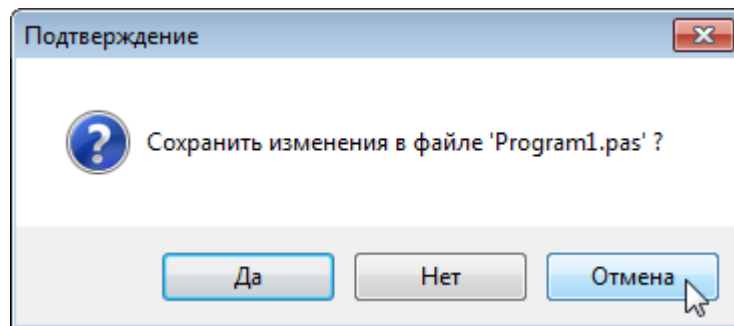 Подтверждение
Сохранить изменения в файле 'Program1.pas' ?
Да Нет Отмена